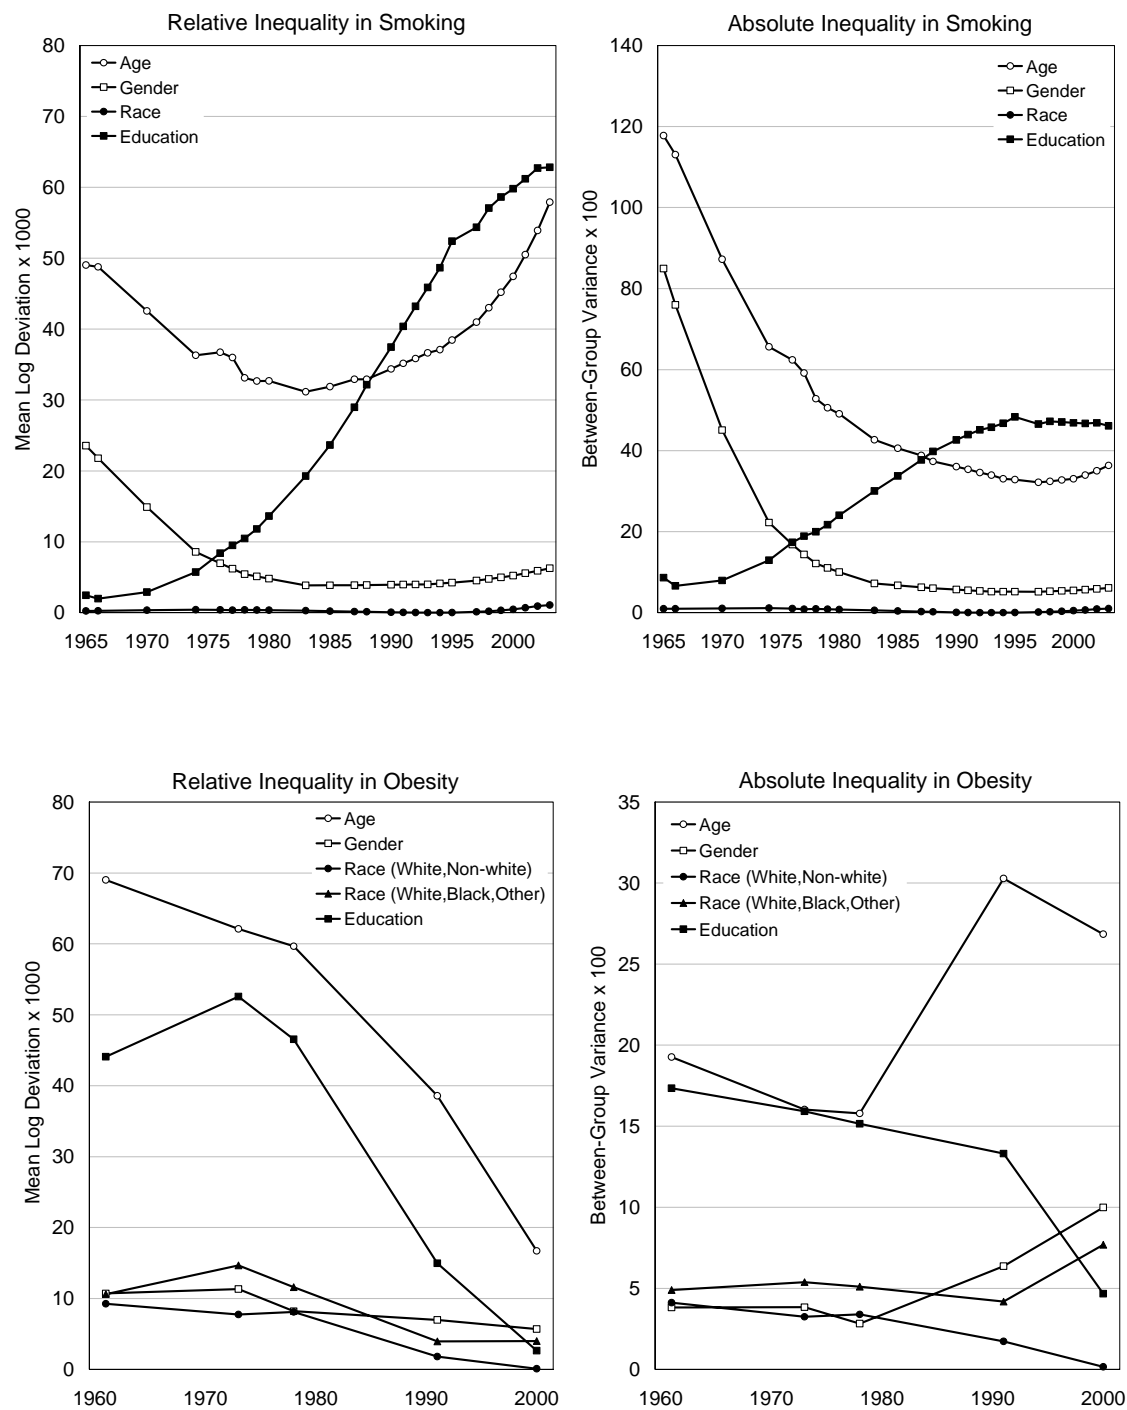 Relative Inequality in Smoking
80
70
60
50
40
30
20
10
0
Mean Log Deviation x 1000
Age
Gender
Race
Education
1965 1970 1975 1980 1985 1990 1995 2000
Absolute Inequality in Smoking
140
120
100
80
60
40
20
0
Between-Group Variance x 100
Age
Gender
Race
Education
1965 1970 1975 1980 1985 1990 1995 2000
Relative Inequality in Obesity
80
70
60
50
40
30
20
10
0
Mean Log Deviation x 1000
Age
Gender
Race (White,Non-white)
Race (White,Black,Other)
Education
1960 1970 1980 1990 2000
Absolute Inequality in Obesity
35
30
25
20
15
10
5
0
Between-Group Variance x 100
Age
Gender
Race (White,Non-white)
Race (White,Black,Other)
Education
1960 1970 1980 1990 2000